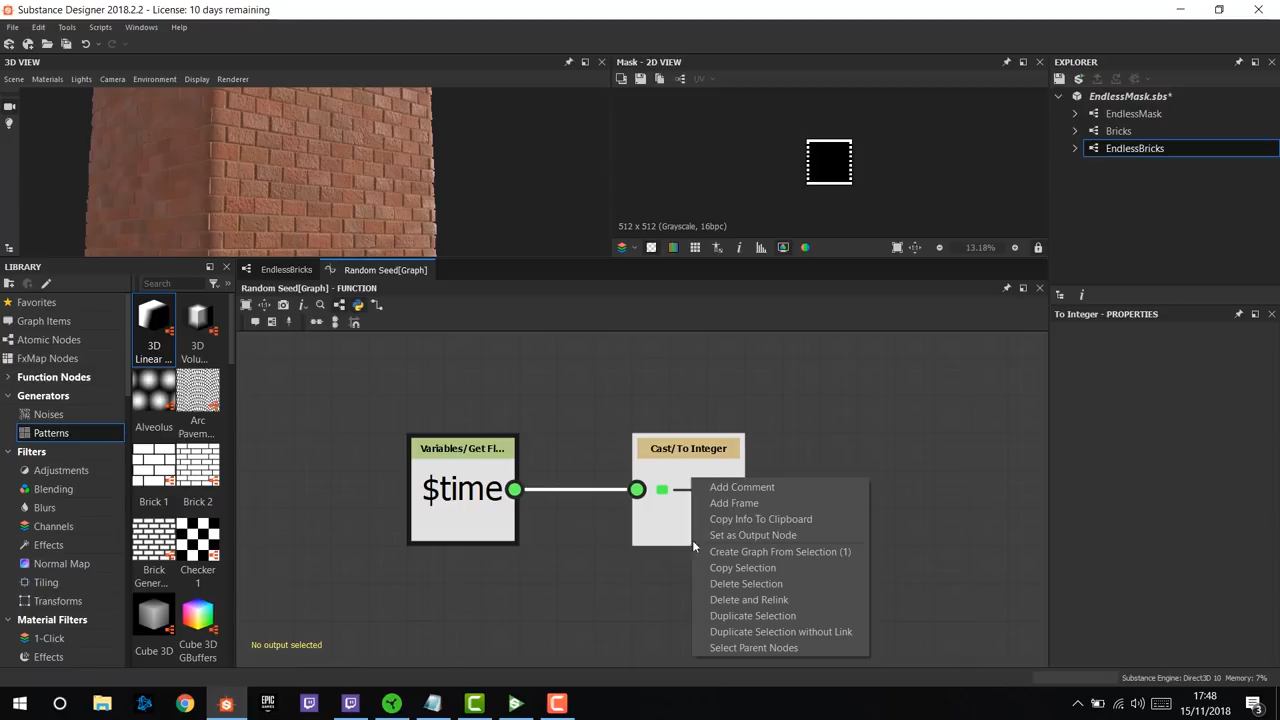 Substance Designer 2018.2.2 - License: 10 days remaining
File Edit Tools Scripts Windows Help
3D VIEW
Scene Materials Lights Camera Environment Display Renderer
Mask - 2D VIEW
UV
512 x 512 (Grayscale, 16bpc)
13.18%
EXPLORER
EndlessMask.sbs*
EndlessMask
Bricks
EndlessBricks
LIBRARY
Search
Favorites
Graph Items
Atomic Nodes
FxMap Nodes
Function Nodes
Generators
Noises
Patterns
Filters
Adjustments
Blending
Blurs
Channels
Effects
Normal Map
Tiling
Transforms
Material Filters
1-Click
Effects
3D Linear ...
3D Volu...
Alveolus
Arc Pavem...
Brick 1
Brick 2
Brick Gener...
Checker 1
Cube 3D
Cube 3D GBuffers
EndlessBricks
Random Seed[Graph]
Random Seed[Graph] - FUNCTION
Variables/Get Fl...
$time
Cast/To Integer
Add Comment
Add Frame
Copy Info To Clipboard
Set as Output Node
Create Graph From Selection (1)
Copy Selection
Delete Selection
Delete and Relink
Duplicate Selection
Duplicate Selection without Link
Select Parent Nodes
No output selected
To Integer - PROPERTIES
Substance Engine: Direct3D 10 Memory: 7%
EPIC GAMES
17:48
15/11/2018
3